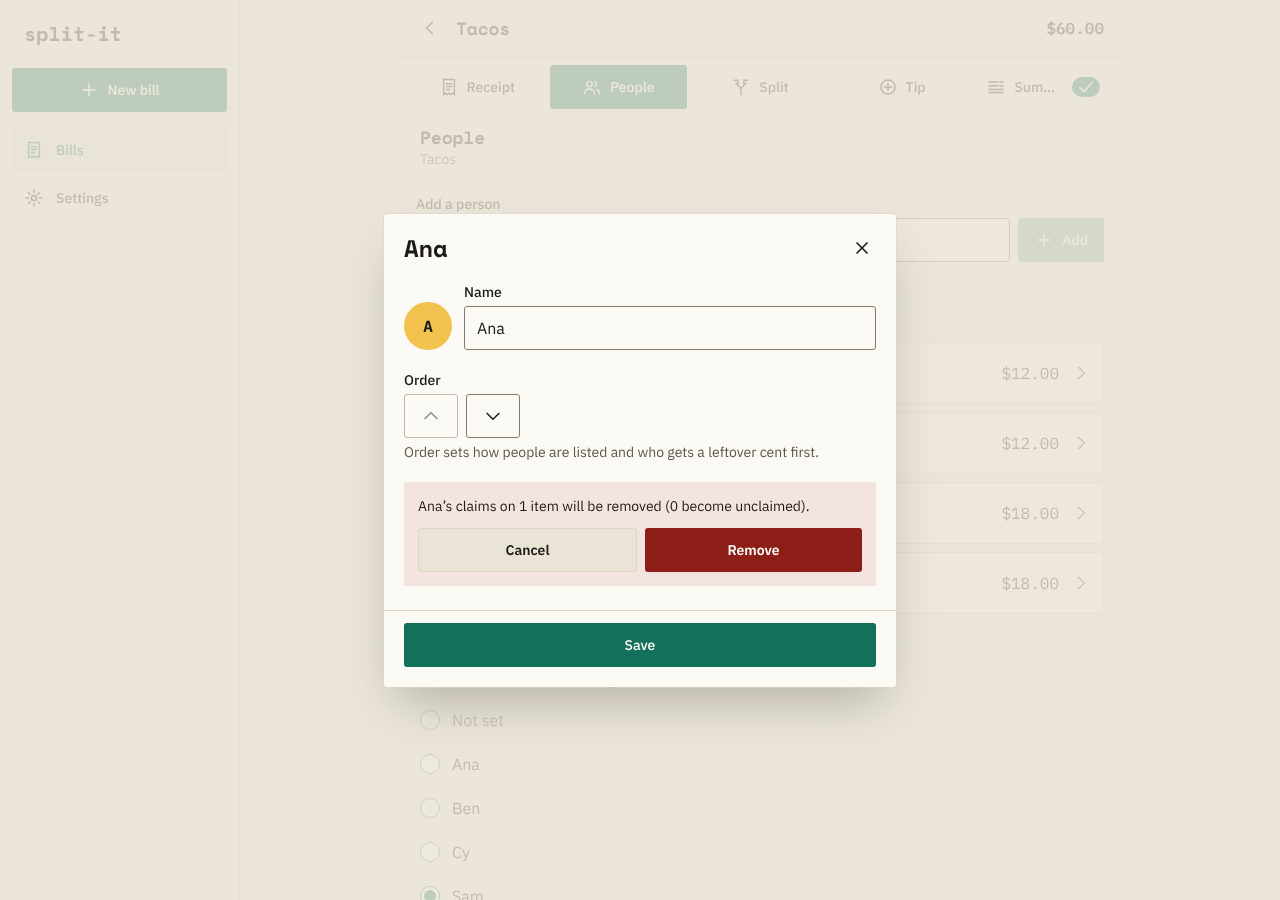 split-it
New bill
Bills
Settings
Tacos
$60.00
Receipt
People
Split
Tip
Sum...
People
Tacos
Add a person
Add
$12.00
$12.00
$18.00
$18.00
Ana
Name
A
Ana
Order
Order sets how people are listed and who gets a leftover cent first.
Ana’s claims on 1 item will be removed (0 become unclaimed).
Cancel
Remove
Save
Not set
Ana
Ben
Cy
Sam